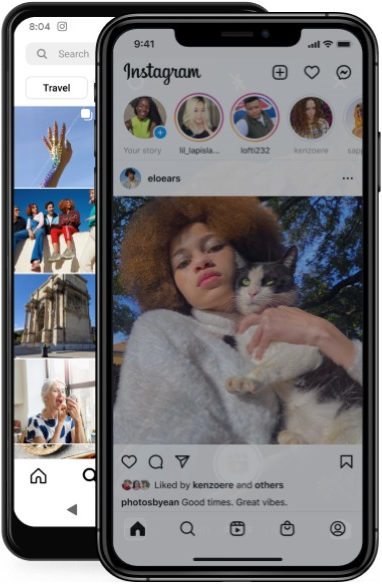 8:04
Search
Travel
9:41
Instagram
Your story
lil_lapisla...
lofti232
kenzoere
sapp
eloears
Liked by kenzoere and others
photosbyean Good times. Great vibes.